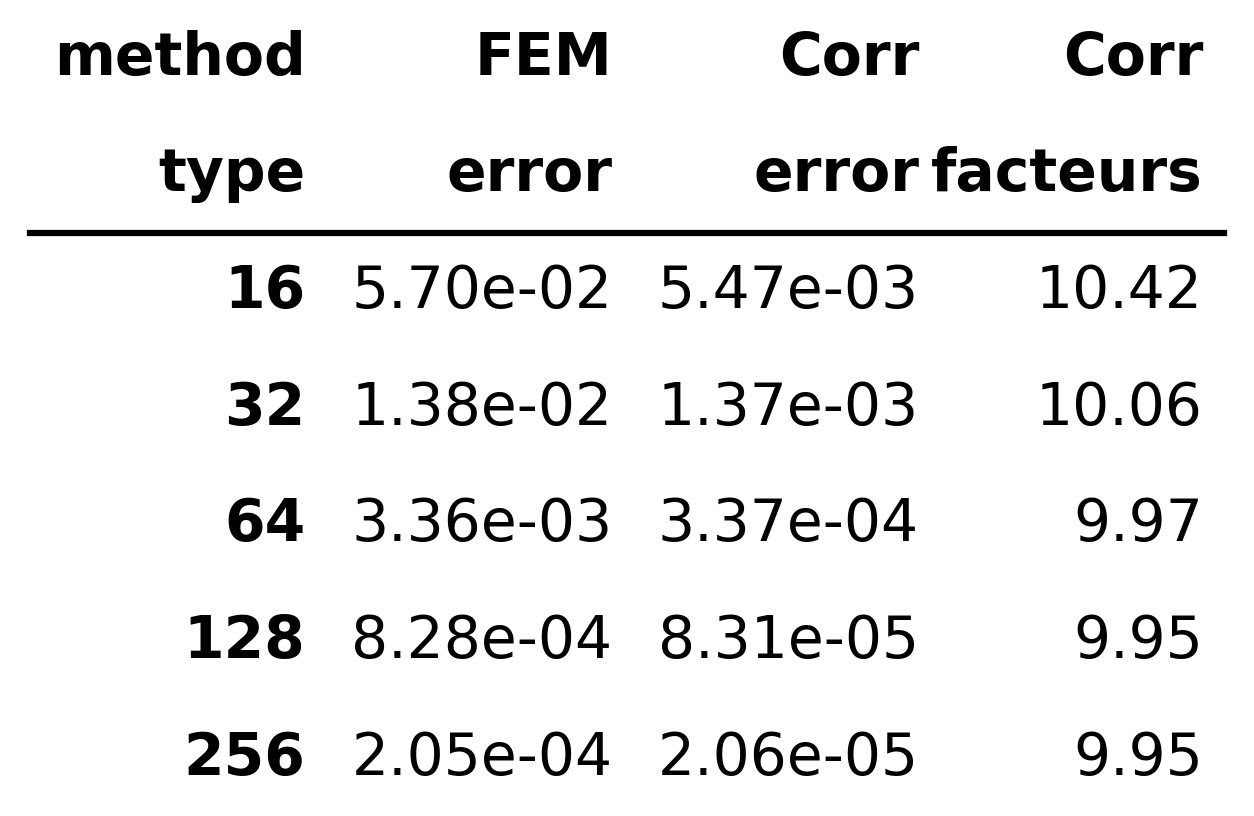 method FEM Corr Corr
type error error facteurs
16 5.70e-02 5.47e-03 10.42
32 1.38e-02 1.37e-03 10.06
64 3.36e-03 3.37e-04 9.97
128 8.28e-04 8.31e-05 9.95
256 2.05e-04 2.06e-05 9.95